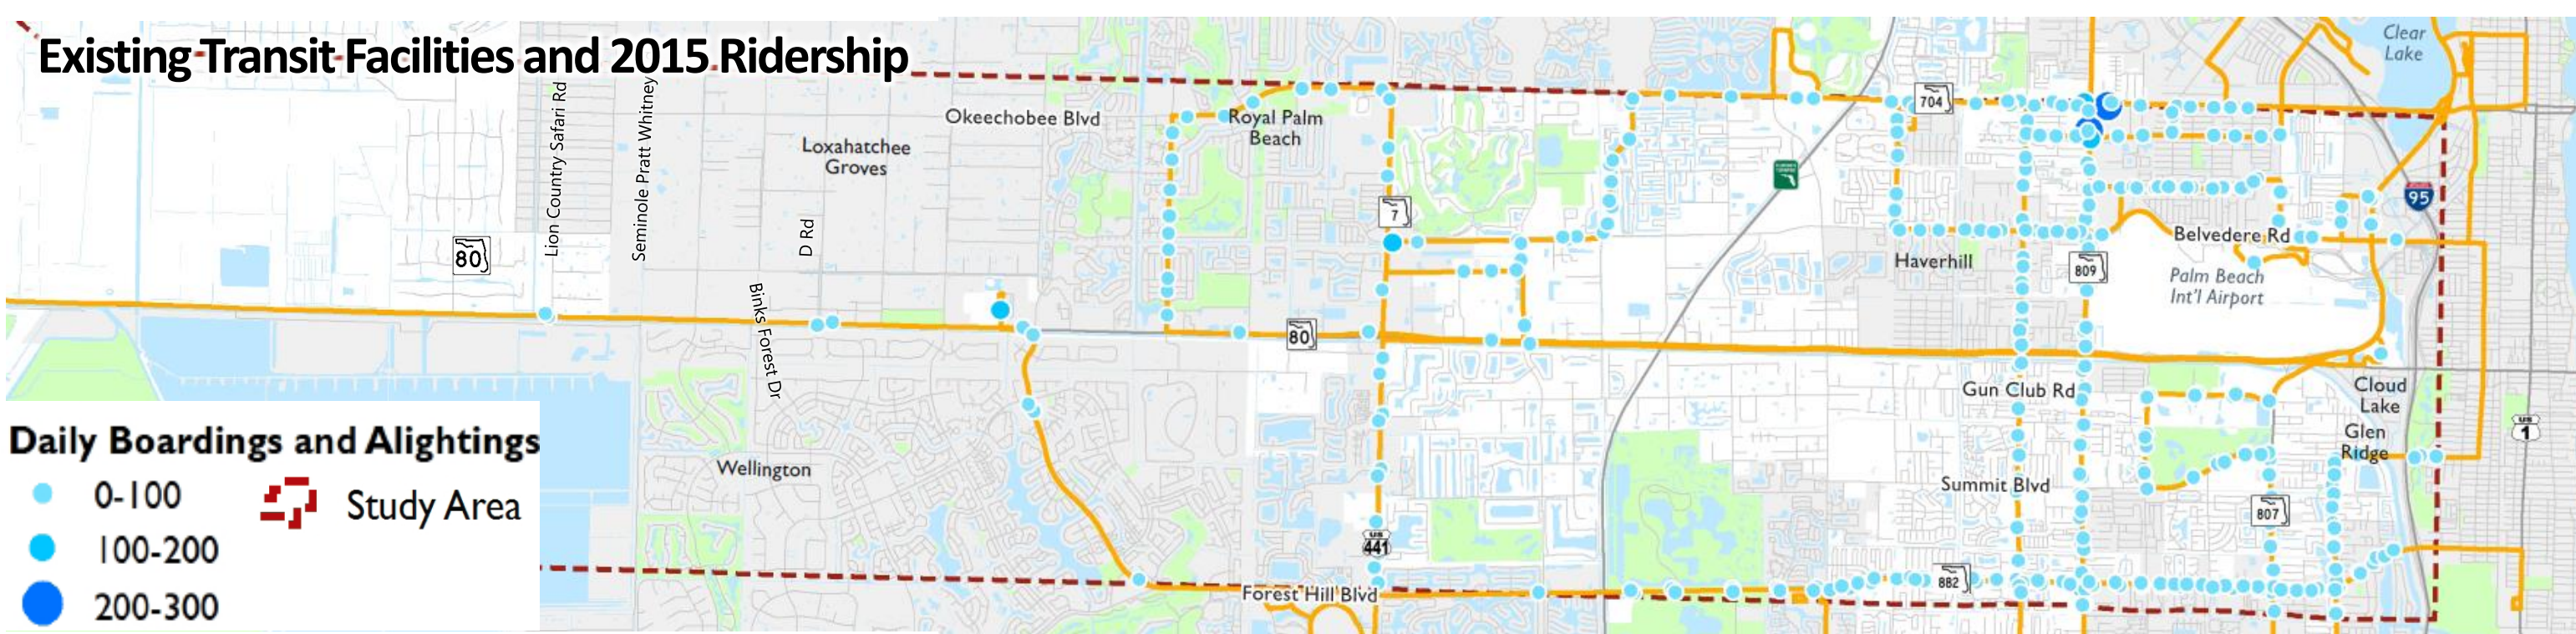 Existing Transit Facilities and 2015 Ridership
Clear
Lake
Lion Country Safari Rd
Seminole Pratt Whitney
Okeechobee Blvd
Royal Palm
Beach
704
Loxahatchee
Groves
D Rd
7
95
80
Belvedere Rd
Haverhill
809
Palm Beach
Int'l Airport
Binks Forest Dr
80
Gun Club Rd
Cloud
Lake
Glen
Ridge
US
1
Daily Boardings and Alightings
0-100
Study Area
100-200
200-300
Wellington
Summit Blvd
807
US
441
882
Forest Hill Blvd